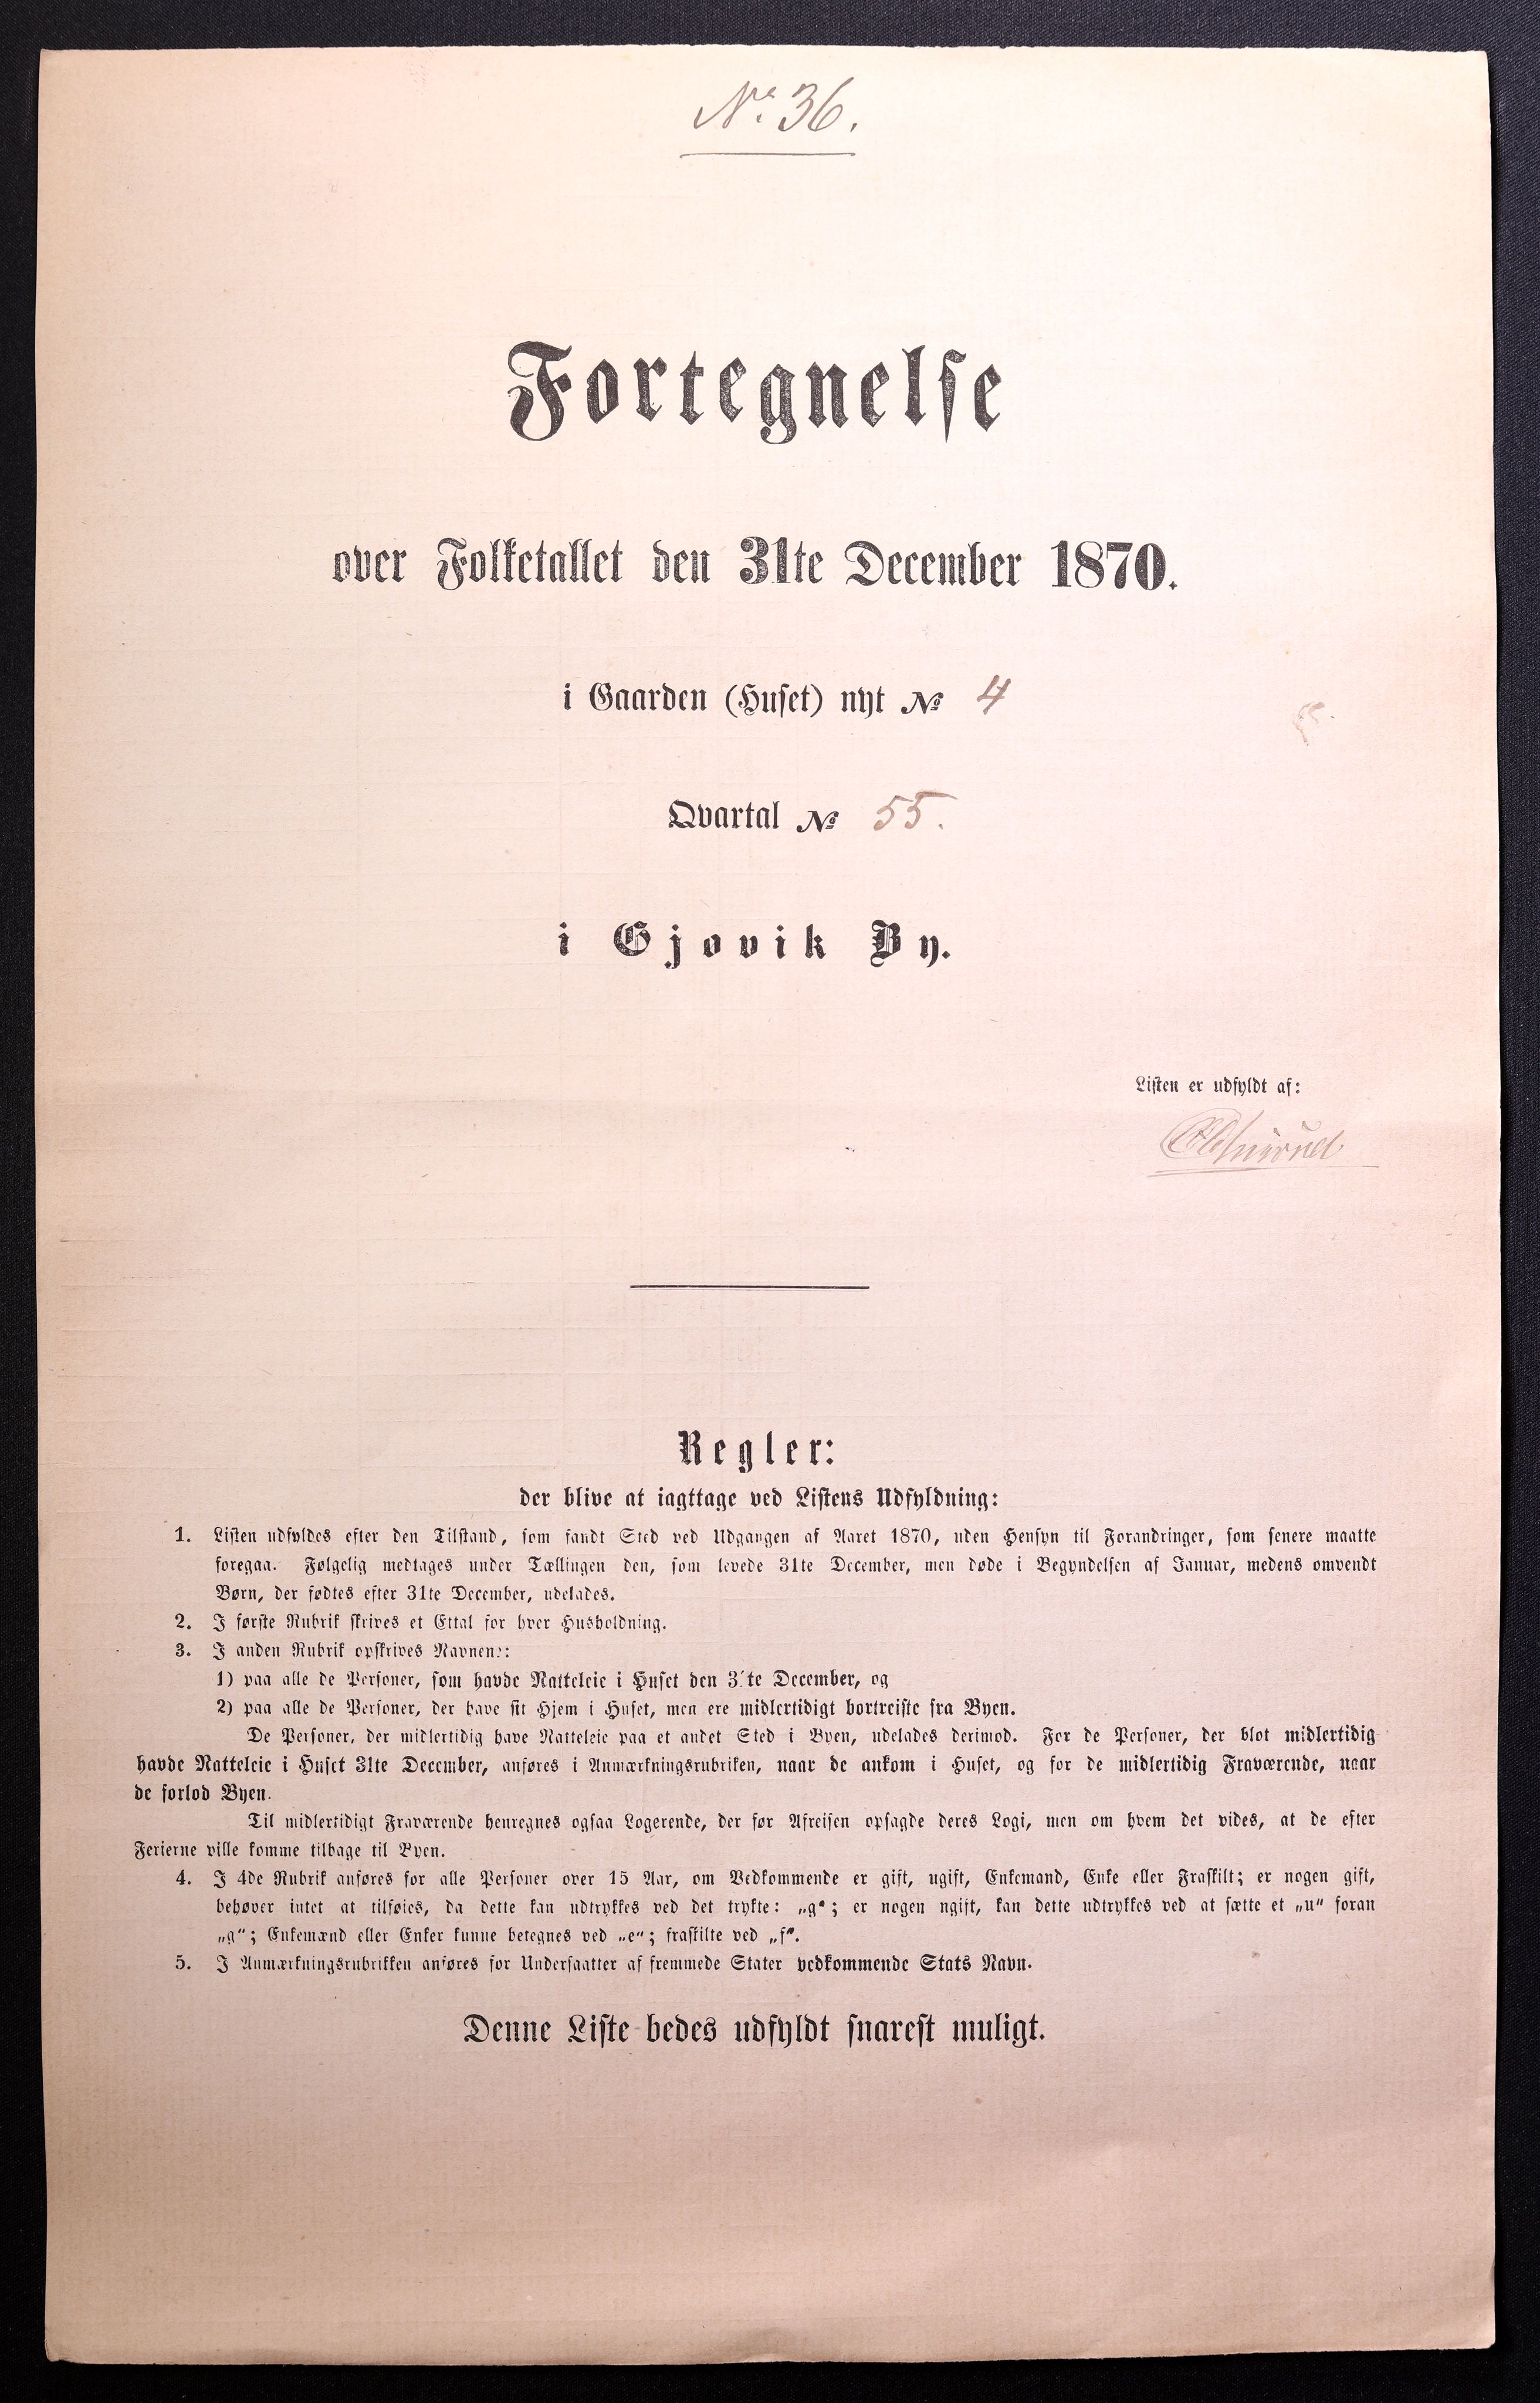 No. 36.
Fortegnelse
over Folketallet den 31te December 1870.
i Gaarden (Huset) nyt No 4
Qvartal No 55.
i Gjøvik By.
Listen er udfyldt af:
Regler:
der blive at iagttage ved Listens Udfyldning:
1. Listen udfyldes efter den Tilstand, som fandt Sted ved Udgangen af Aaret 1870, uden Hensyn til Forandringer, som senere maatte
foregaa. Følgelig medtages under Tællingen den, som levede 31te December, men døde i Begyndelsen af Januar, medens omvendt
Børn, der fødtes efter 31te December, udelades.
2. I første Rubrik skrives et Ettal for hver Husholdning.
3. I anden Rubrik opskrives Navnene:
1) paa alle de Personer, som havde Natteleie i Huset den 31te December, og
2) paa alle de Personer, der have sit Hjem i Huset, men ere midlertidigt bortreiste fra Byen.
De Personer, der midlertidig have Natteleie paa et andet Sted i Byen, udelades derimod. For de Personer, der blot midlertidig
havde Natteleie i Huset 31te December, anføres i Anmærkningsrubriken, naar de ankom i Huset, og for de midlertidig Fraværende, naar
de forlod Byen.
Til midlertidigt Fraværende henregnes ogsaa Logerende, der før Afreisen opsagde deres Logi, men om hvem det vides, at de efter
Ferierne ville komme tilbage til Byen.
4. I 4de Rubrik anføres for alle Personer over 15 Aar, om Vedkommende er gift, ugift, Enkemand, Enke eller Fraskilt; er nogen gift,
behøver intet at tilføies, da dette kan udtrykkes ved det trykte: „g“; er nogen ugift, kan dette udtrykkes ved at sætte et „u“ foran
„g“; Enkemænd eller Enker kunne betegnes ved „e“; fraskilte ved „f“.
5. I Anmærkningsrubrikken anføres for Undersaatter af fremmede Stater vedkommende Stats Navn.
Denne Liste bedes udfyldt snarest muligt.